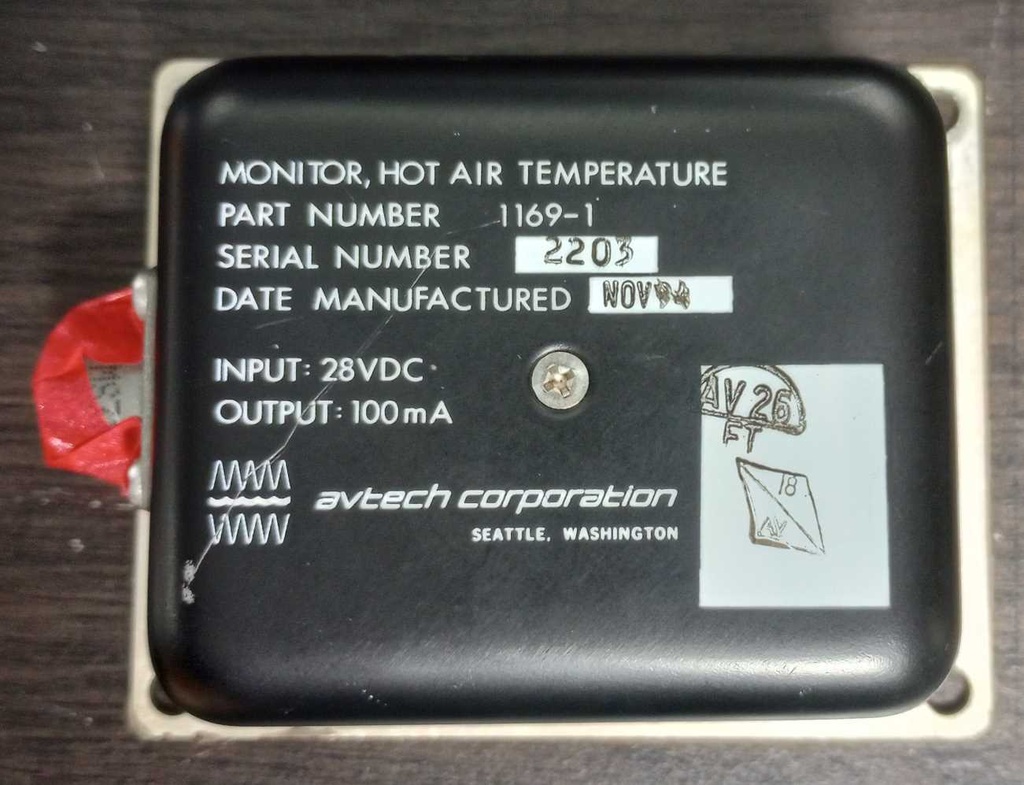 MONITOR, HOT AIR TEMPERATURE
PART NUMBER 1169-1
SERIAL NUMBER 2203
DATE MANUFACTURED NOV
INPUT: 28VDC
OUTPUT: 100mA
avtech corporation
SEATTLE, WASHINGTON
AV 26
FT
18
AV